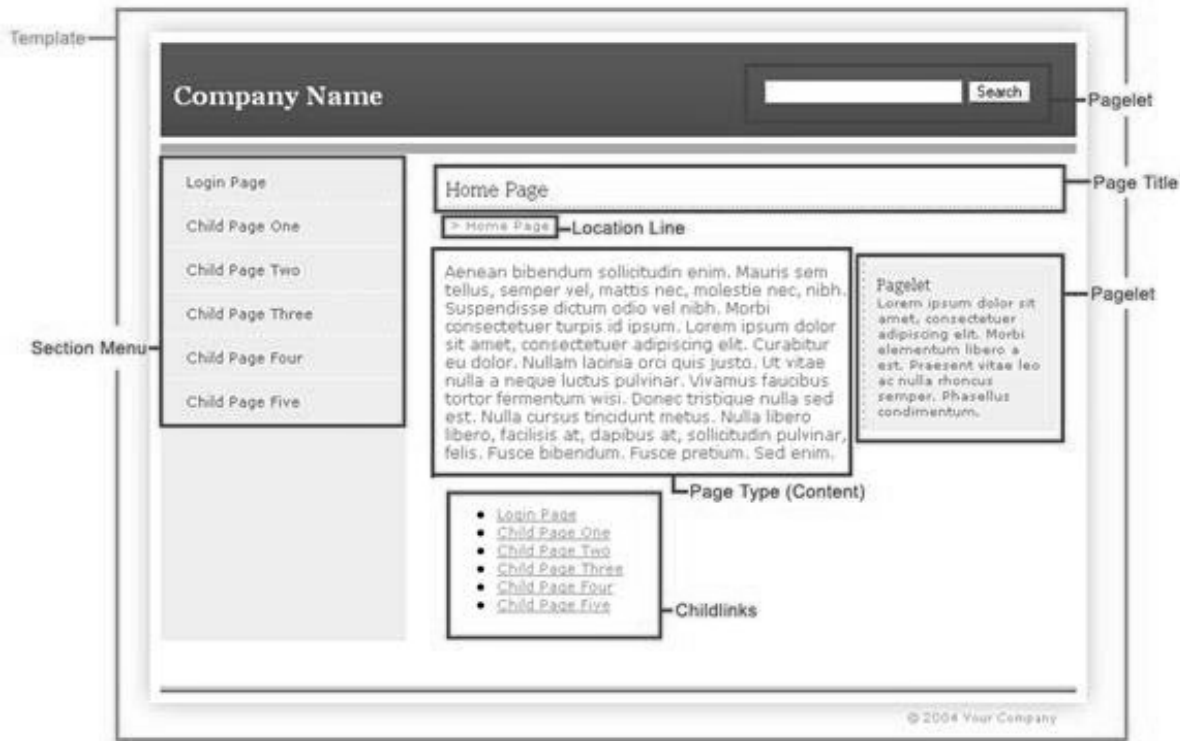 Template
Company Name
Search
Pagelet
Login Page
Child Page One
Child Page Two
Child Page Three
Child Page Four
Child Page Five
Section Menu
Home Page
Page Title
> Home Page
Location Line
Aenean bibendum sollicitudin enim. Mauris sem
tellus, semper vel, mattis nec, molestie nec, nibh.
Suspendisse dictum odio vel nibh. Morbi
consectetuer turpis id ipsum. Lorem ipsum dolor
sit amet, consectetuer adipiscing elit. Curabitur
eu dolor. Nullam lacinia orci quis justo. Ut vitae
nulla a neque luctus pulvinar. Vivamus faucibus
tortor fermentum wisi. Donec tristique nulla sed
est. Nulla cursus tincidunt metus. Nulla libero
libero, facilisis at, dapibus at, sollicitudin pulvinar,
felis. Fusce bibendum. Fusce pretium. Sed enim.
Pagelet
Lorem ipsum dolor sit
amet, consectetuer
adipiscing elit. Morbi
elementum libero a
est. Praesent vitae leo
ac nulla rhoncus
semper. Phasellus
condimentum.
Pagelet
Page Type (Content)
Login Page
Child Page One
Child Page Two
Child Page Three
Child Page Four
Child Page Five
Childlinks
© 2004 Your Company